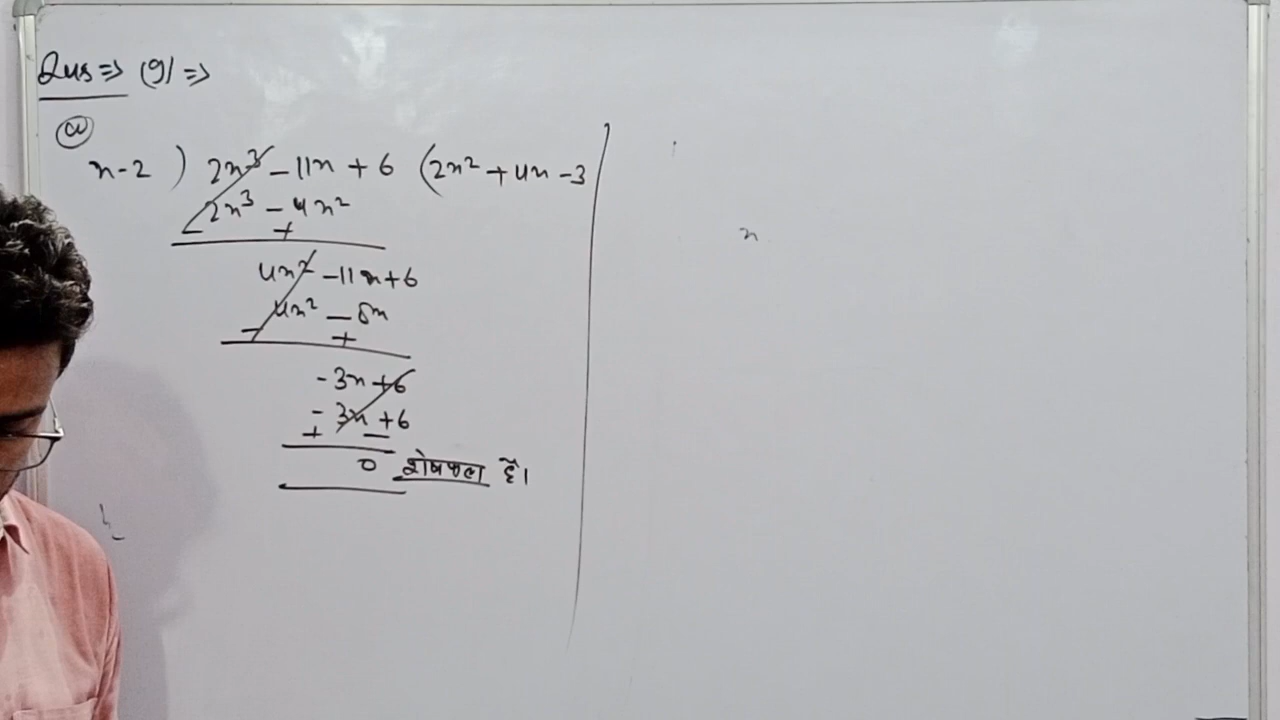 Qus ⇒ (9) ⇒
(a)
x-2 ) 2x³ - 11x + 6 ( 2x² + 4x - 3
2x³ - 4x²
- +
4x² - 11x + 6
4x² - 8x
- +
- 3x + 6
- 3x + 6
+ -
0 शेषफल है।
x